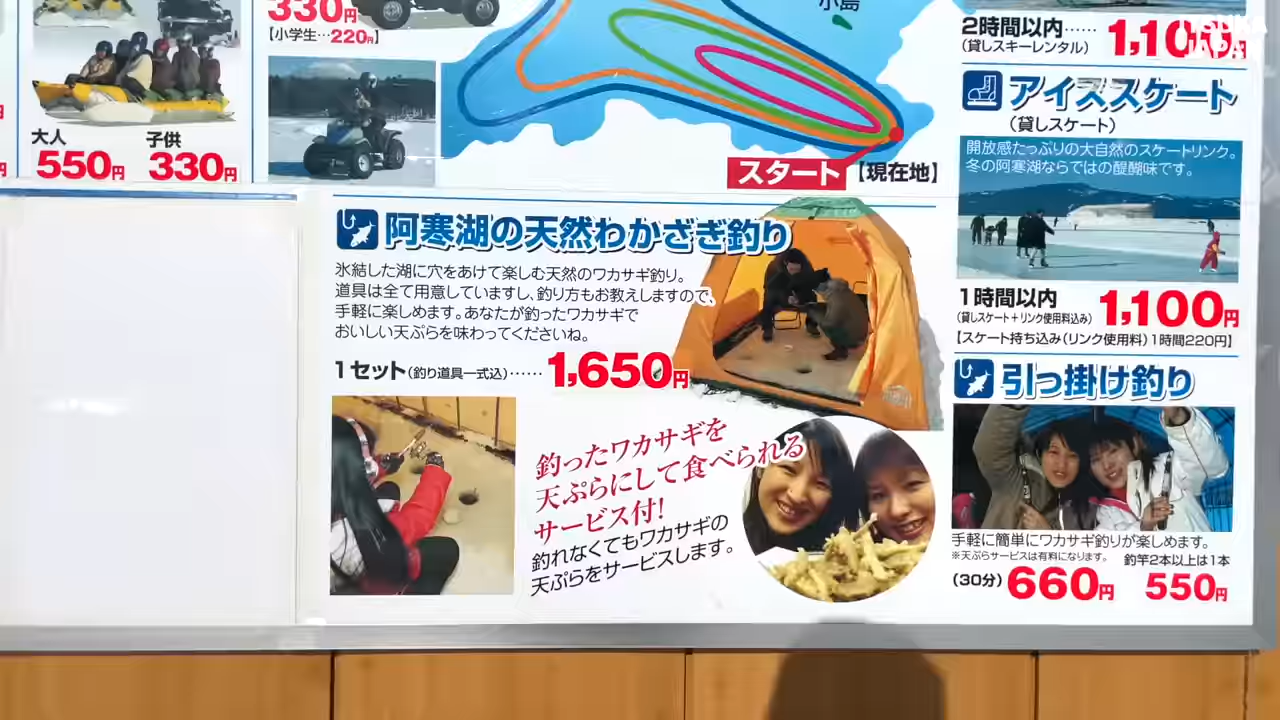 大人
550円
子供
330円
330円
【小学生…220円】
小島
スタート
【現在地】
2時間以内……
(貸しスキーレンタル)
アイススケート
(貸しスケート)
開放感たっぷりの大自然のスケートリンク。
冬の阿寒湖ならではの醍醐味です。
1時間以内
(貸しスケート+リンク使用料込み)
1,100円
【スケート持ち込み(リンク使用料)1時間220円】
阿寒湖の天然わかさぎ釣り
氷結した湖に穴をあけて楽しむ天然のワカサギ釣り。
道具は全て用意していますし、釣り方もお教えしますので、
手軽に楽しめます。あなたが釣ったワカサギで
おいしい天ぷらを味わってくださいね。
1セット(釣り道具一式込)……1,650円
釣ったワカサギを
天ぷらにして食べられる
サービス付!
釣れなくてもワカサギの
天ぷらをサービスします。
引っ掛け釣り
手軽に簡単にワカサギ釣りが楽しめます。
※天ぷらサービスは有料になります。
釣竿2本以上は1本
(30分)660円
550円